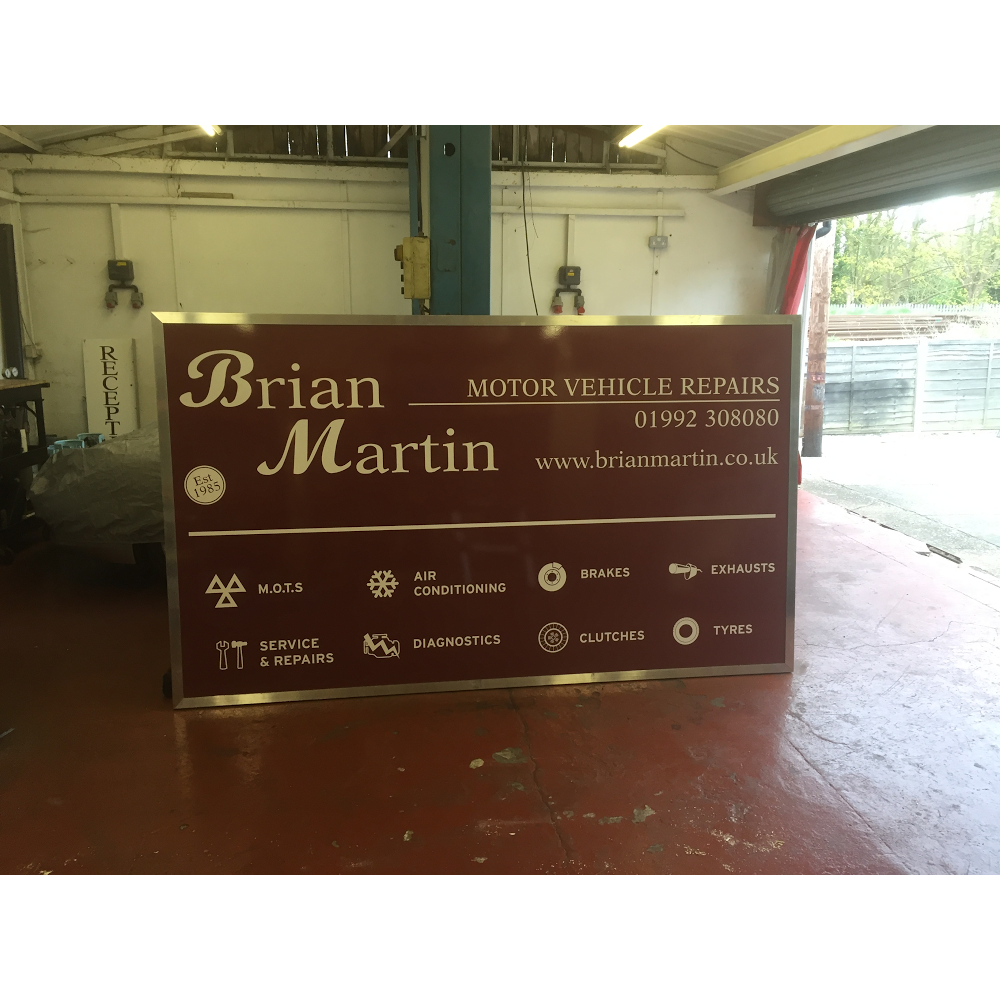 RECEPT
Brian
Martin
MOTOR VEHICLE REPAIRS
01992 308080
www.brianmartin.co.uk
Est
1985
M.O.T.S
AIR
CONDITIONING
BRAKES
EXHAUSTS
SERVICE
& REPAIRS
DIAGNOSTICS
CLUTCHES
TYRES